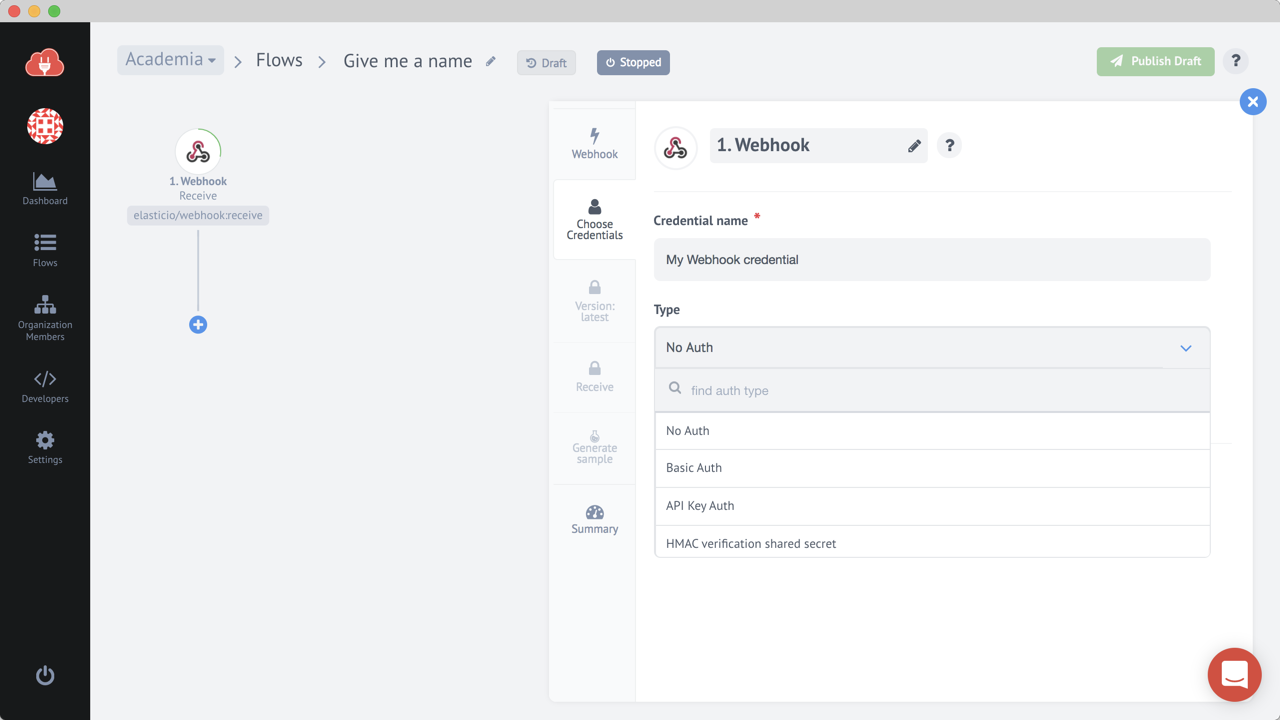 Academia
Flows
Give me a name
Draft
Stopped
Publish Draft
?
Dashboard
Flows
Organization
Members
Developers
Settings
1. Webhook
Receive
elasticio/webhook:receive
Webhook
Choose
Credentials
Version:
latest
Receive
Generate
sample
Summary
1. Webhook
?
Credential name *
My Webhook credential
Type
No Auth
find auth type
No Auth
Basic Auth
API Key Auth
HMAC verification shared secret